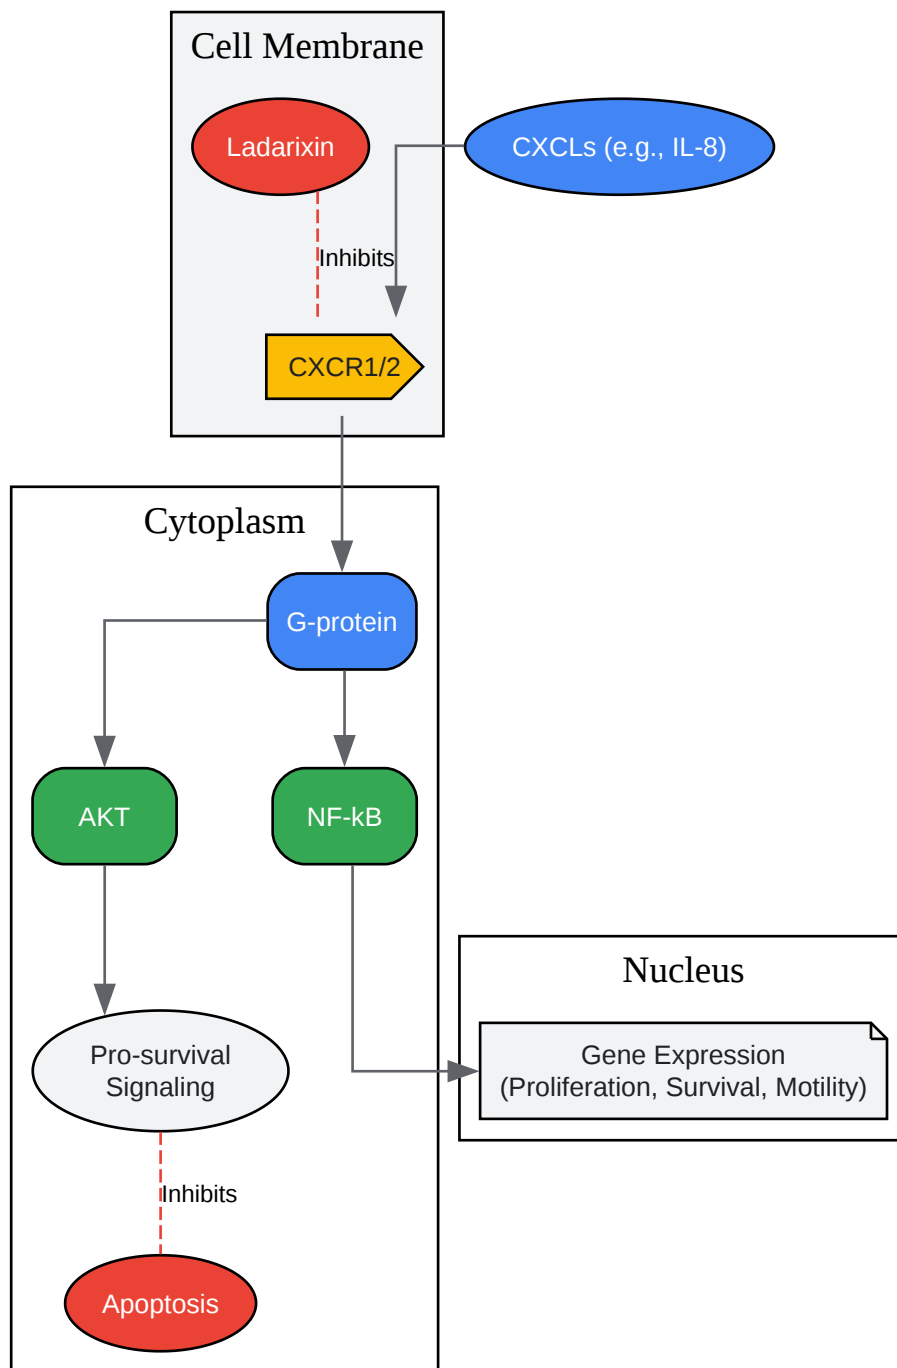 Cell Membrane
Ladarixin
CXCLs (e.g., IL-8)
Inhibits
CXCR1/2
Cytoplasm
G-protein
AKT
NF-kB
Nucleus
Gene Expression
(Proliferation, Survival, Motility)
Pro-survival
Signaling
Inhibits
Apoptosis